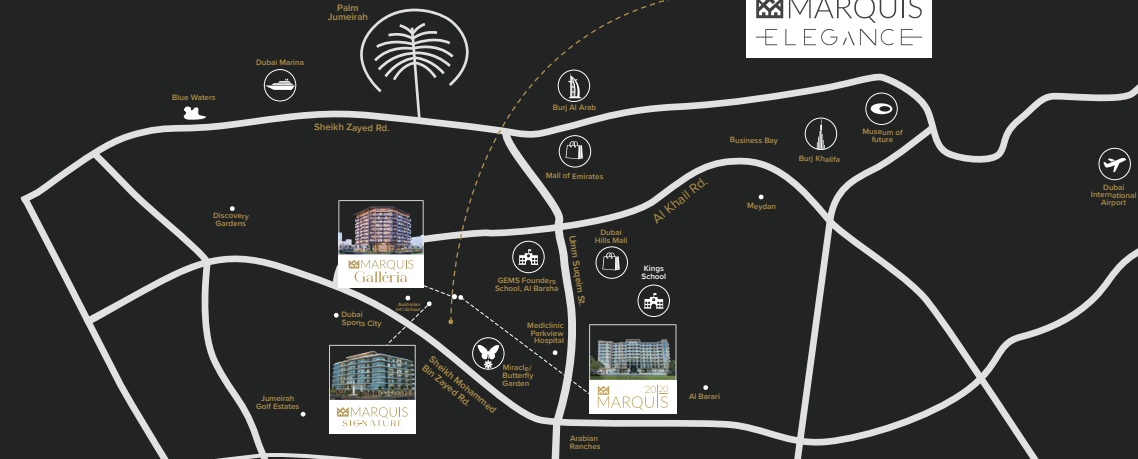 Palm
Jumeirah
MARQUIS
ELEGANCE
Dubai Marina
Blue Waters
Sheikh Zayed Rd.
Burj Al Arab
Mall of Emirates
Business Bay
Burj Khalifa
Museum of
future
Dubai
International
Airport
Al Khail Rd.
Meydan
Discovery
Gardens
MARQUIS
Galleria
Umm Suqeim St.
Dubai
Hills Mall
Kings
School
GEMS Founders
School, Al Barsha
Australian
Int'l School
Dubai
Sports City
Mediclinic
Parkview
Hospital
Miracle/
Butterfly
Garden
Sheikh Mohammed
Bin Zayed Rd.
MARQUIS
SIGNATURE
2020
MARQUIS
Al Barari
Jumeirah
Golf Estates
Arabian
Ranches